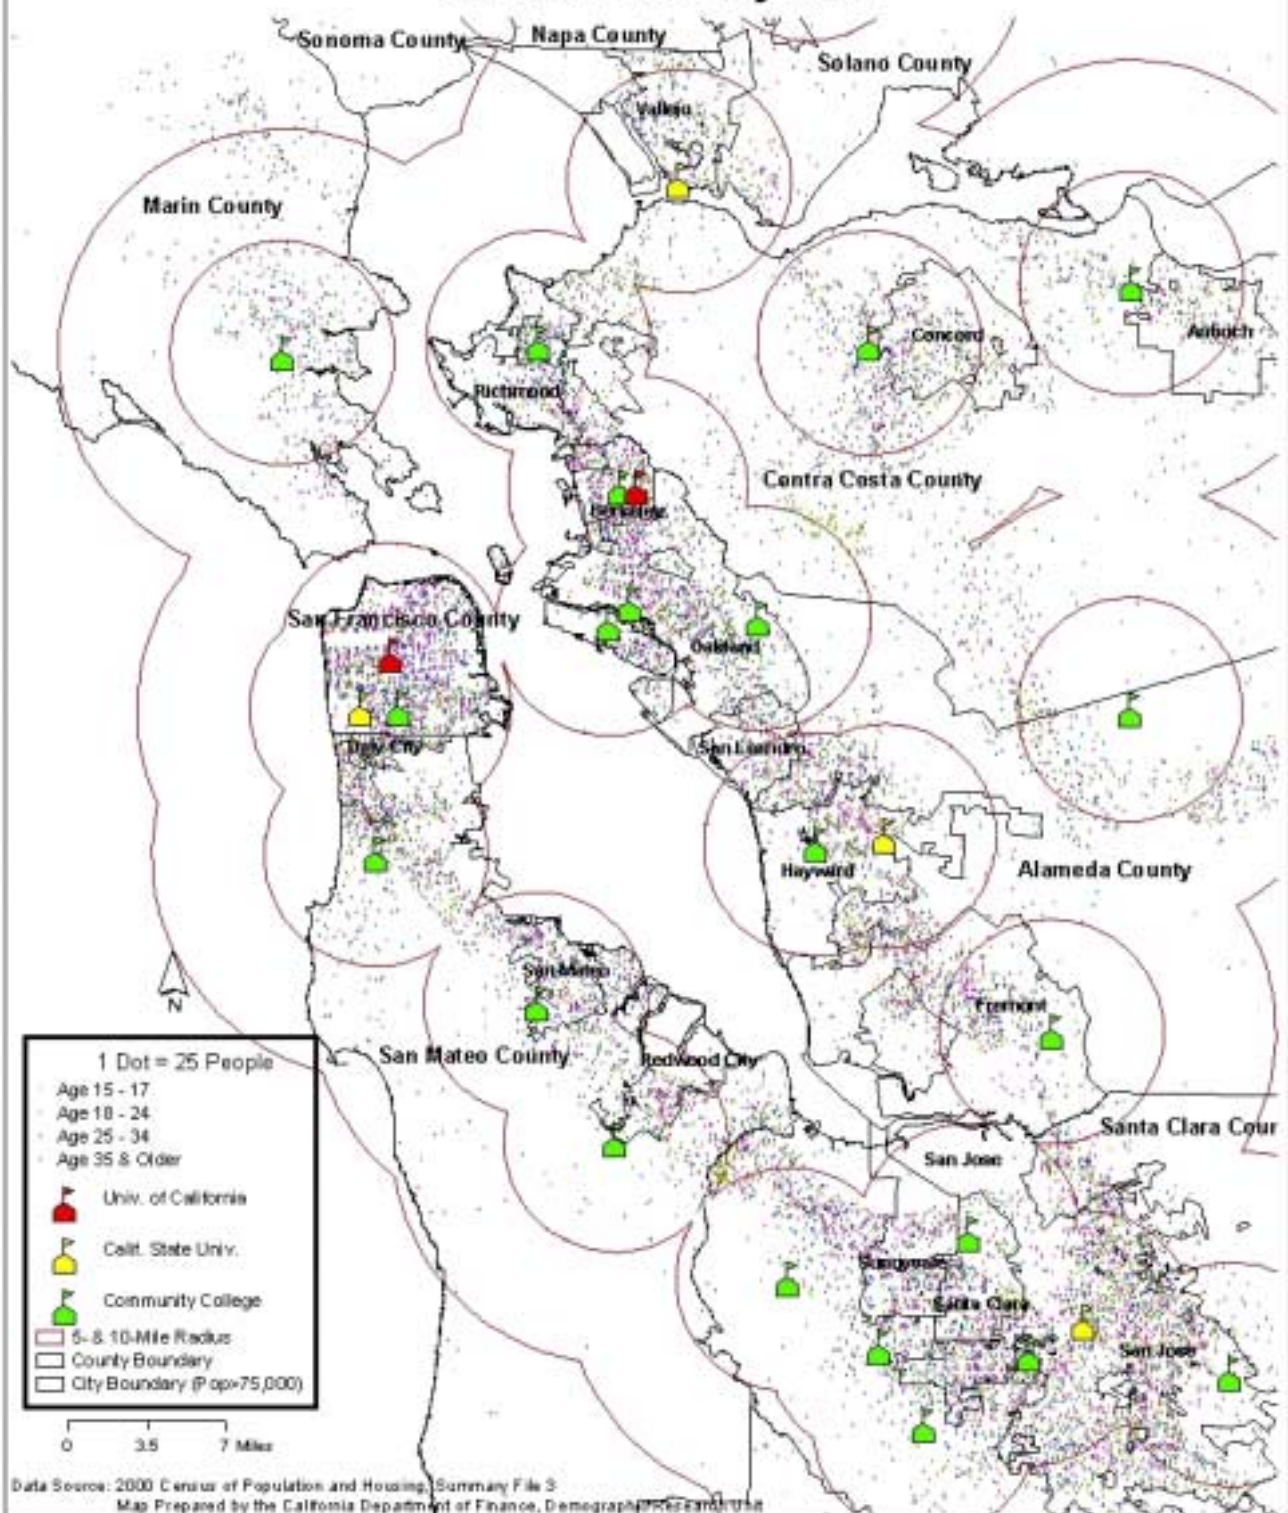 Sonoma County
Napa County
Solano County
Vallejo
Marin County
Concord
Antioch
Richmond
Contra Costa County
Berkeley
San Francisco County
Oakland
Daly City
San Leandro
Hayward
Alameda County
San Mateo
Fremont
N
San Mateo County
Redwood City
Santa Clara Cour
San Jose
Sunnyvale
Santa Clara
San Jose
1 Dot = 25 People
Age 15 - 17
Age 18 - 24
Age 25 - 34
Age 35 & Older
Univ. of California
Calif. State Univ.
Community College
5- & 10-Mile Radius
County Boundary
City Boundary (Pop>75,000)
0 3.5 7 Miles
Data Source: 2000 Census of Population and Housing, Summary File 3
Map Prepared by the California Department of Finance, Demographic Research Unit